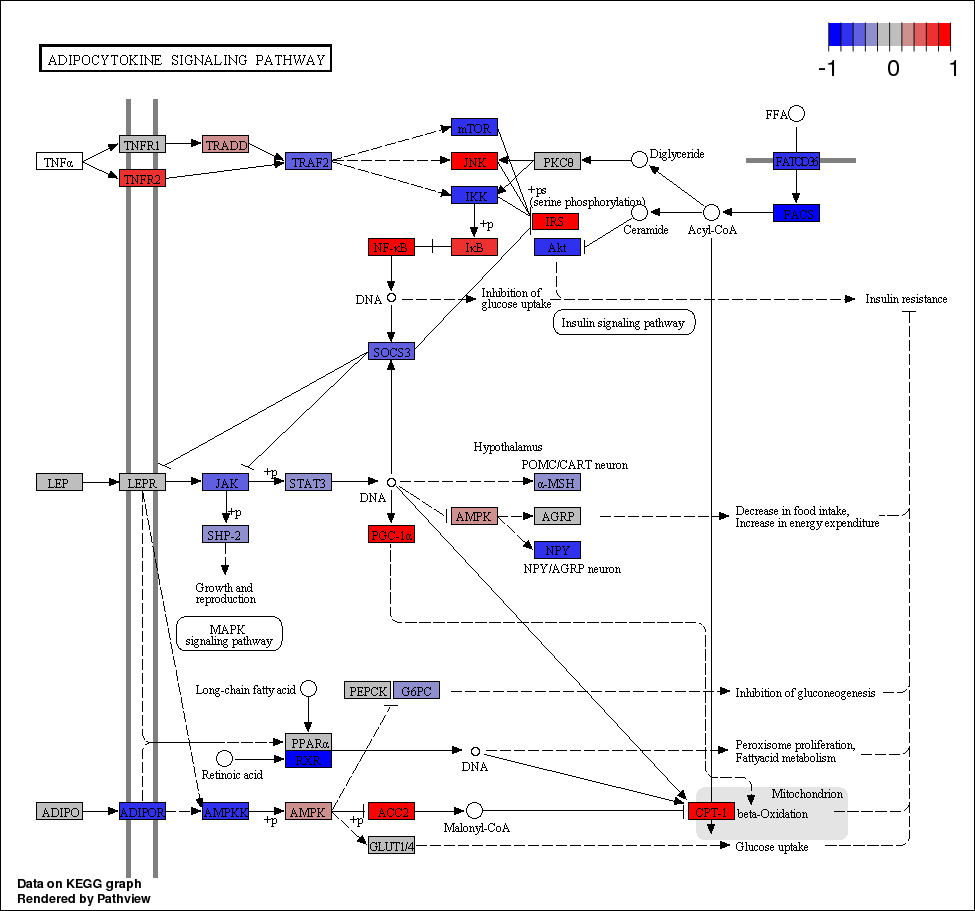 ADIPOCYTOKINE SIGNALING PATHWAY
-1 0 1
TNFα
TNFR1
TNFR2
TRADD
TRAF2
mTOR
JNK
IKK
PKCθ
Diglyceride
FFA
FAT/CD36
FACS
+ps
(serine phosphorylation)
IRS
Ceramide
Acyl-CoA
+p
NF-κB
IκB
Akt
DNA
Inhibition of
glucose uptake
Insulin resistance
Insulin signaling pathway
SOCS3
Hypothalamus
POMC/CART neuron
LEP
LEPR
JAK
+p
STAT3
DNA
α-MSH
+p
SHP-2
PGC-1α
AMPK
AGRP
NPY
NPY/AGRP neuron
Decrease in food intake,
Increase in energy expenditure
Growth and
reproduction
MAPK
signaling pathway
Long-chain fatty acid
PEPCK
G6PC
Inhibition of gluconeogenesis
PPARα
RXR
Retinoic acid
DNA
Peroxisome proliferation,
Fattyacid metabolism
ADIPO
ADIPOR
AMPKK
+p
AMPK
+p
ACC2
Malonyl-CoA
CPT-1
Mitochondrion
beta-Oxidation
GLUT1/4
Glucose uptake
Data on KEGG graph
Rendered by Pathview